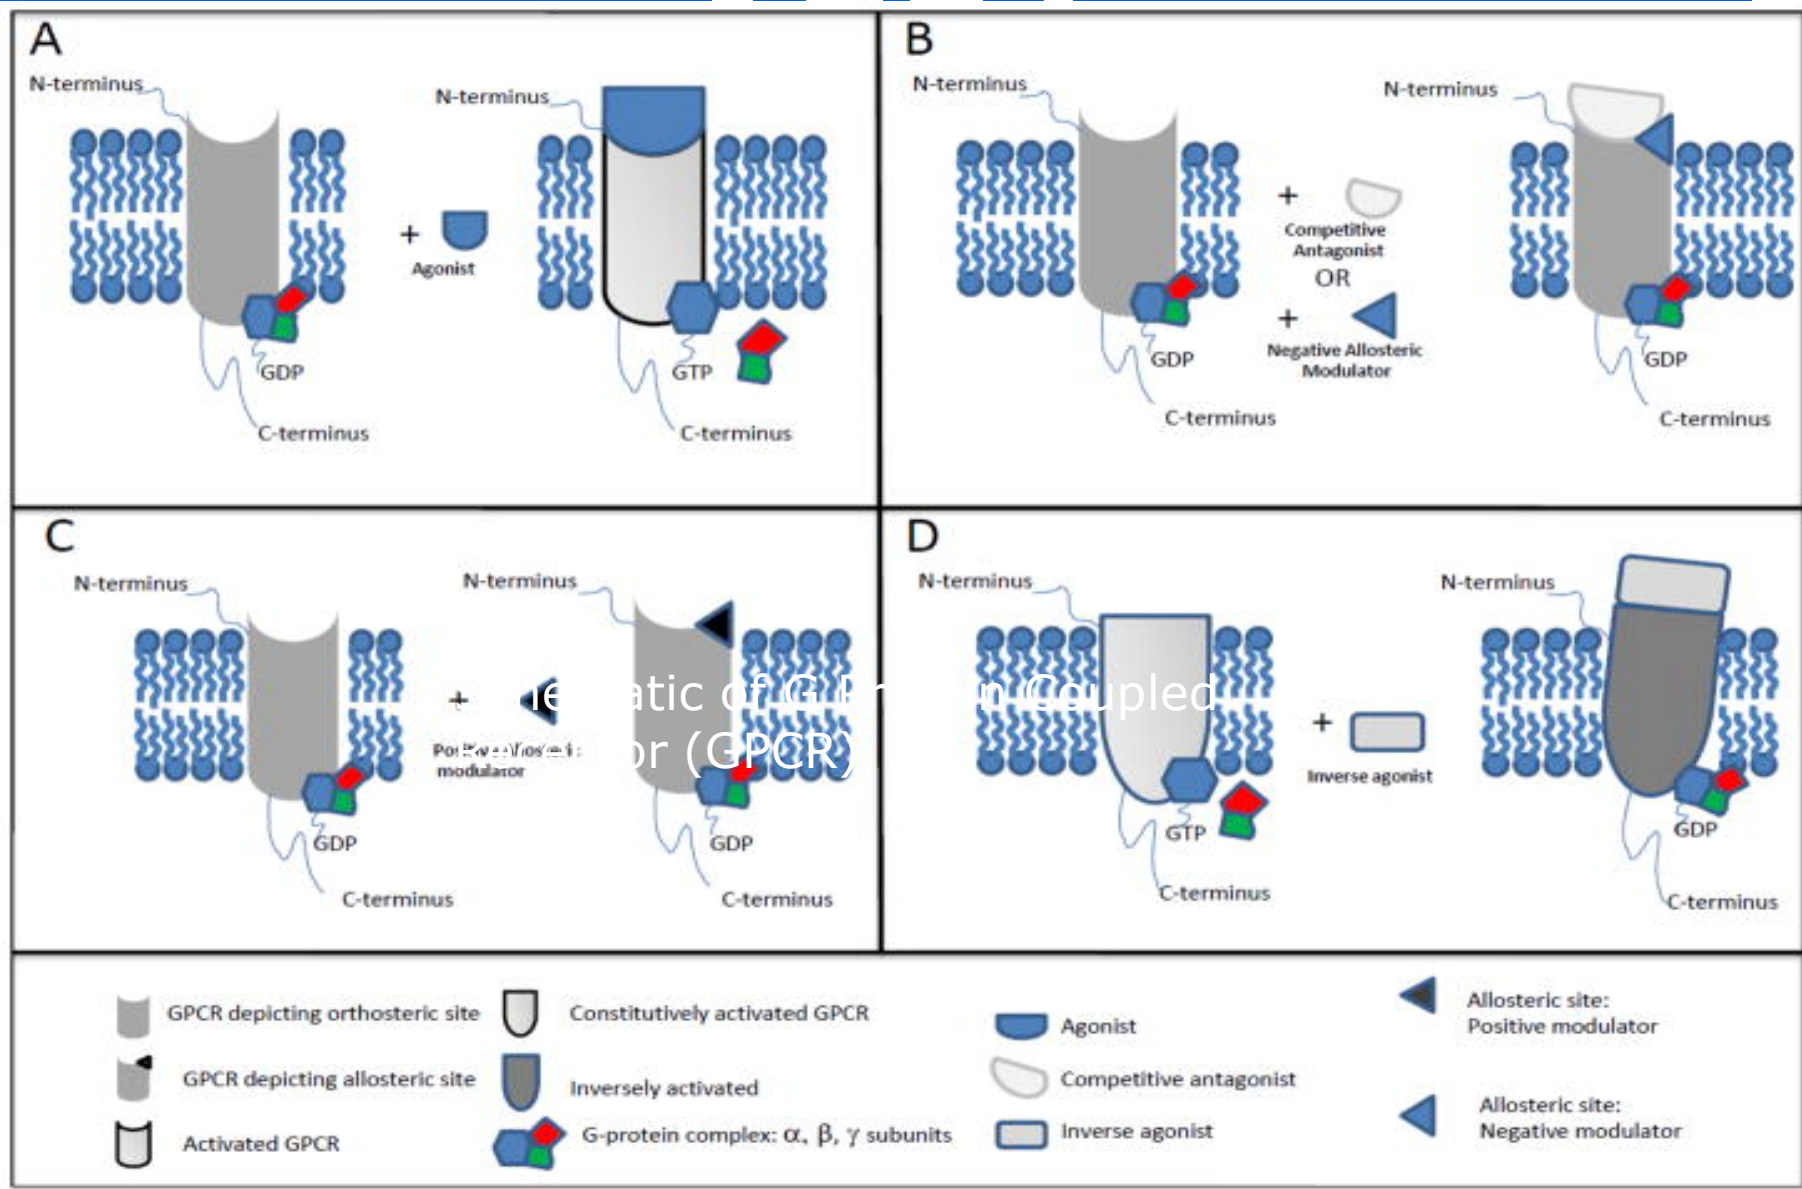 A
N-terminus
N-terminus
+
Agonist
GDP
GTP
C-terminus
C-terminus
B
N-terminus
N-terminus
+
Competitive
Antagonist
OR
+
Negative Allosteric
Modulator
GDP
GDP
C-terminus
C-terminus
C
N-terminus
N-terminus
+
modulator
GDP
GDP
C-terminus
C-terminus
of G Coupled
(GPCR)
D
N-terminus
N-terminus
+
Inverse agonist
GTP
GDP
C-terminus
C-terminus
GPCR depicting orthosteric site
GPCR depicting allosteric site
Activated GPCR
Constitutively activated GPCR
Inversely activated
G-protein complex: α, β, γ subunits
Agonist
Competitive antagonist
Inverse agonist
Allosteric site:
Positive modulator
Allosteric site:
Negative modulator